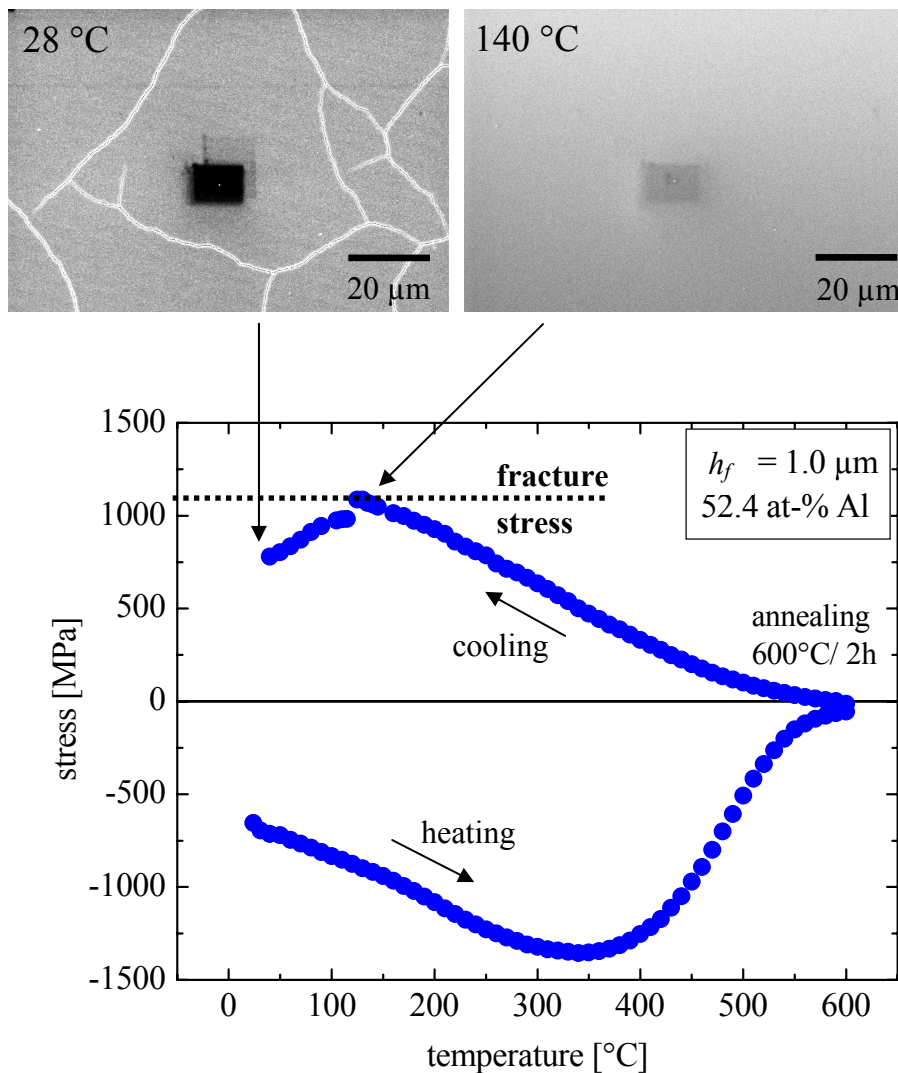 28 °C
140 °C
20 µm
20 µm
1500
1000
500
0
-500
-1000
-1500
stress [MPa]
fracture
stress
h_f = 1.0 µm
52.4 at-% Al
annealing
600°C/ 2h
cooling
heating
0 100 200 300 400 500 600
temperature [°C]